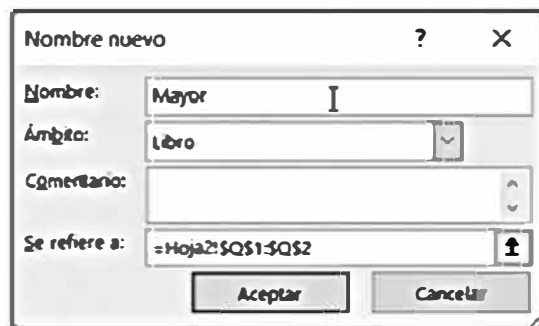 Nombre nuevo ? ×
Nombre: Mayor
Ámbito: Libro
Comentario:
Se refiere a: =Hoja2!$Q$1:$Q$2
Aceptar Cancelar